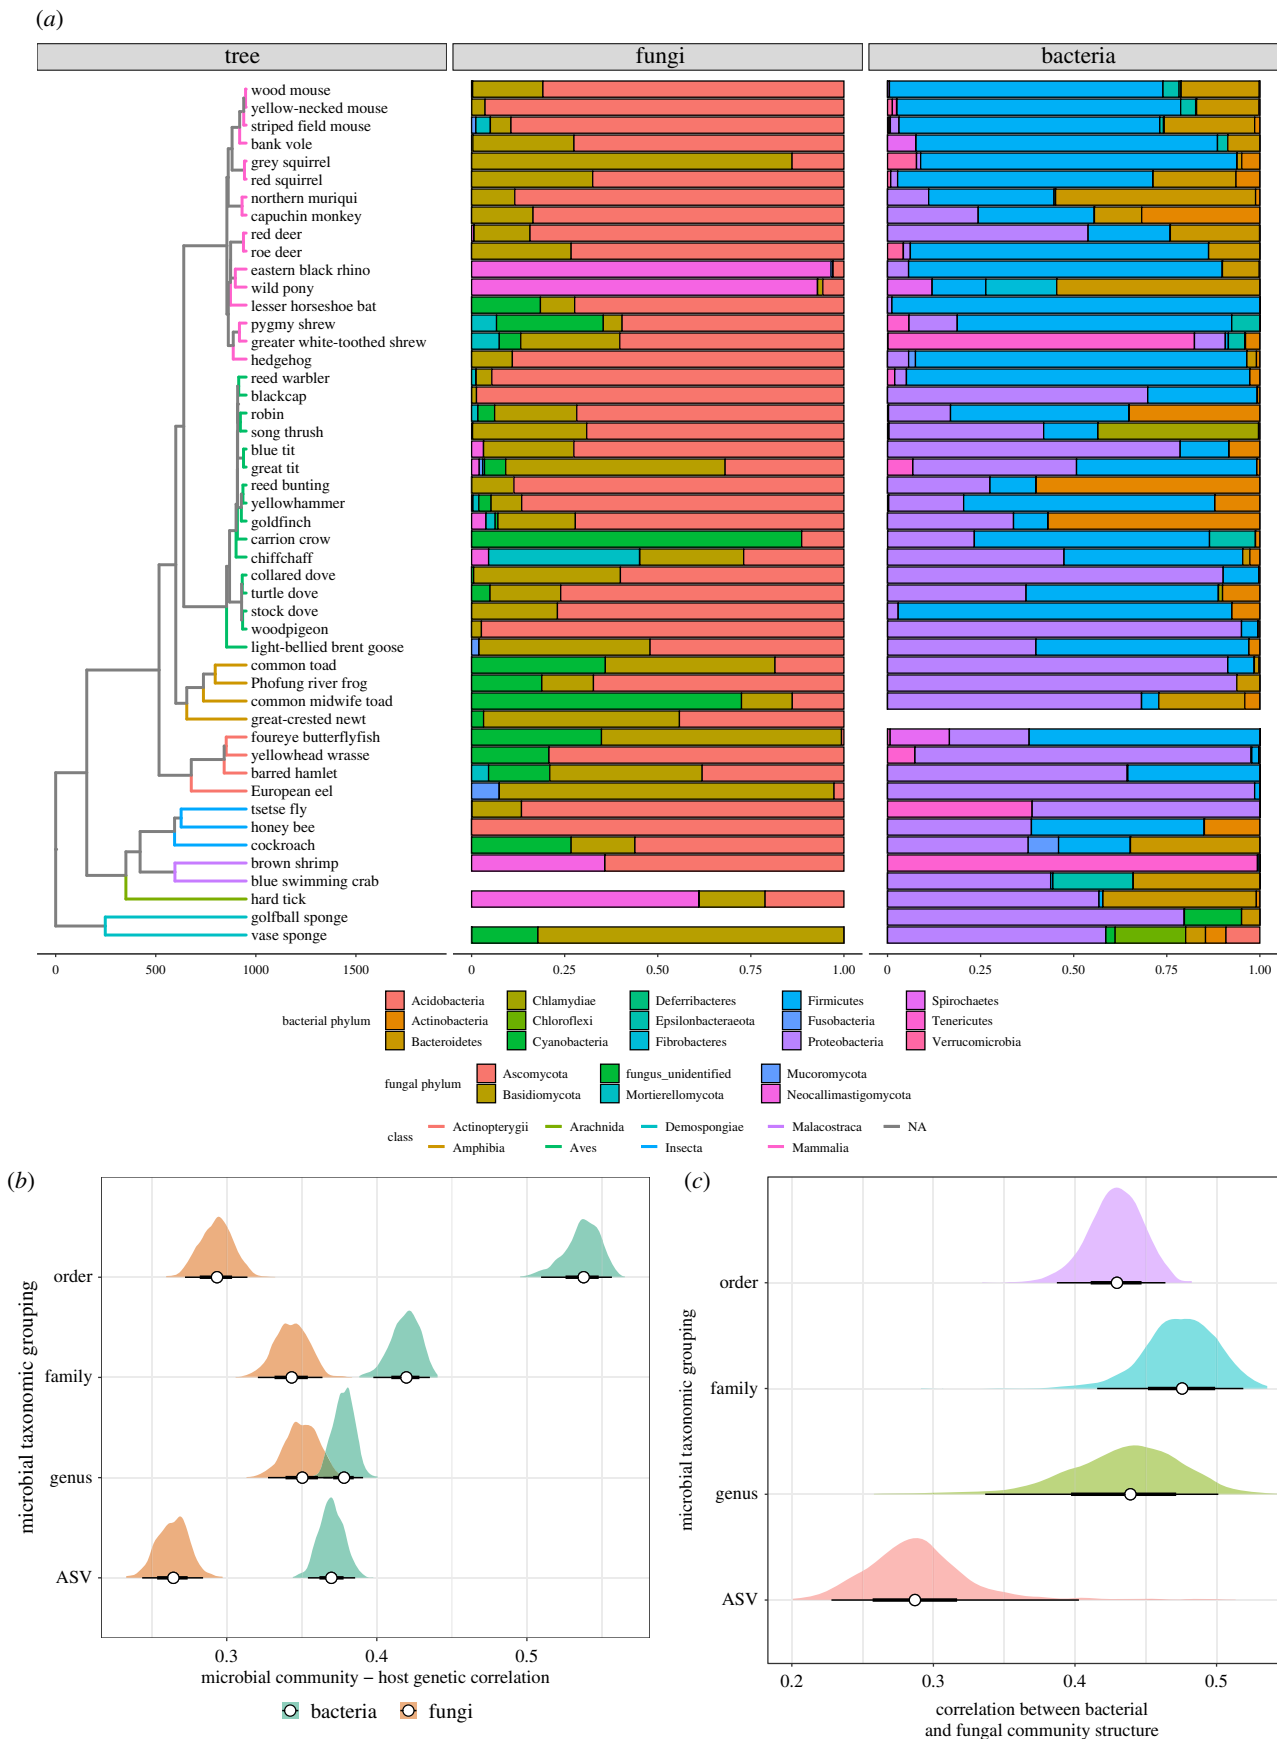 (a)
tree fungi bacteria
wood mouse
yellow-necked mouse
striped field mouse
bank vole
grey squirrel
red squirrel
northern muriqui
capuchin monkey
red deer
roe deer
eastern black rhino
wild pony
lesser horseshoe bat
pygmy shrew
greater white-toothed shrew
hedgehog
reed warbler
blackcap
robin
song thrush
blue tit
great tit
reed bunting
yellowhammer
goldfinch
carrion crow
chiffchaff
collared dove
turtle dove
stock dove
woodpigeon
light-bellied brent goose
common toad
Phofung river frog
common midwife toad
great-crested newt
foureye butterflyfish
yellowhead wrasse
barred hamlet
European eel
tsetse fly
honey bee
cockroach
brown shrimp
blue swimming crab
hard tick
golfball sponge
vase sponge
0 500 1000 1500 0 0.25 0.50 0.75 1.00 0 0.25 0.50 0.75 1.00
Acidobacteria Chlamydiae Deferribacteres Firmicutes Spirochaetes
bacterial phylum Actinobacteria Chloroflexi Epsilonbacteraeota Fusobacteria Tenericutes
Bacteroidetes Cyanobacteria Fibrobacteres Proteobacteria Verrucomicrobia
Ascomycota fungus_unidentified Mucoromycota
fungal phylum
Basidiomycota Mortierellomycota Neocallimastigomycota
Actinopterygii Arachnida Demospongiae Malacostraca NA
class
Amphibia Aves Insecta Mammalia
(b)
microbial taxonomic grouping
order
family
genus
ASV
0.3 0.4 0.5
microbial community – host genetic correlation
bacteria fungi
(c)
microbial taxonomic grouping
order
family
genus
ASV
0.2 0.3 0.4 0.5
correlation between bacterial
and fungal community structure